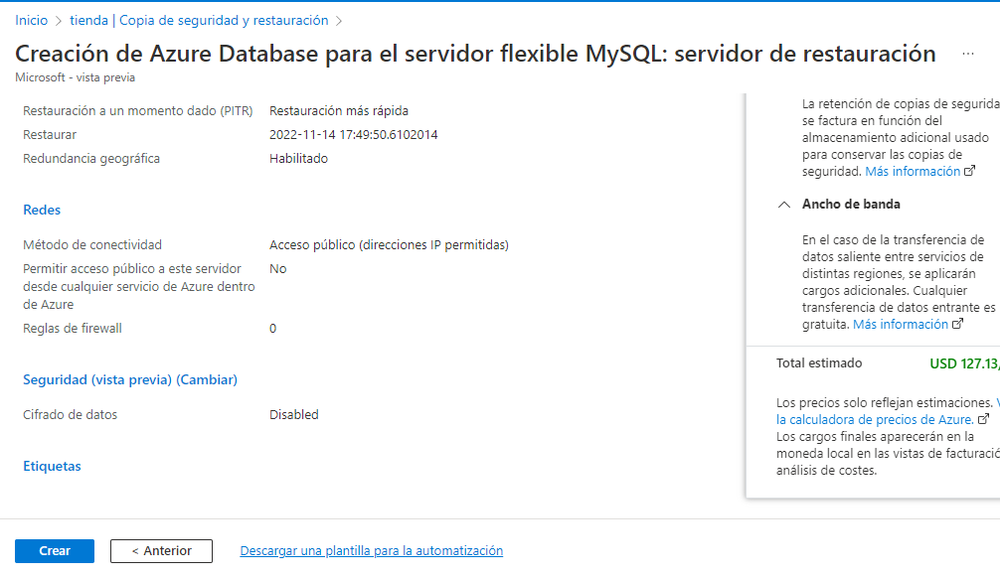 Inicio > tienda | Copia de seguridad y restauración >
Creación de Azure Database para el servidor flexible MySQL: servidor de restauración ...
Microsoft - vista previa
Restauración a un momento dado (PITR) Restauración más rápida
Restaurar 2022-11-14 17:49:50.6102014
Redundancia geográfica Habilitado
Redes
Método de conectividad Acceso público (direcciones IP permitidas)
Permitir acceso público a este servidor No
desde cualquier servicio de Azure dentro
de Azure
Reglas de firewall 0
Seguridad (vista previa) (Cambiar)
Cifrado de datos Disabled
Etiquetas
La retención de copias de segurida
se factura en función del
almacenamiento adicional usado
para conservar las copias de
seguridad. Más información
Ancho de banda
En el caso de la transferencia de
datos saliente entre servicios de
distintas regiones, se aplicarán
cargos adicionales. Cualquier
transferencia de datos entrante es
gratuita. Más información
Total estimado USD 127.13,
Los precios solo reflejan estimaciones.
la calculadora de precios de Azure.
Los cargos finales aparecerán en la
moneda local en las vistas de facturació
análisis de costes.
Crear < Anterior Descargar una plantilla para la automatización